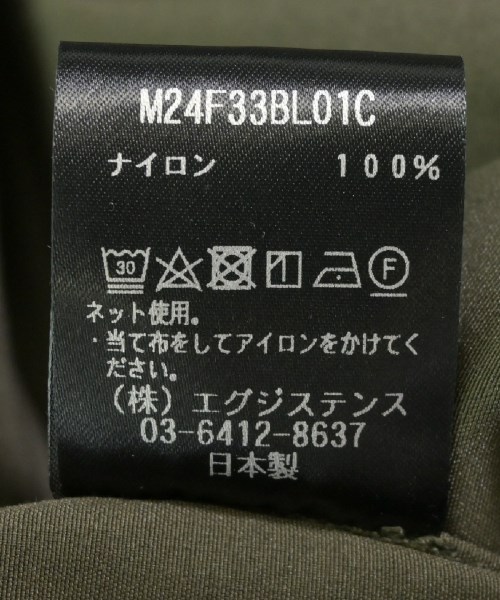 M24F33BL01C
ナイロン 100%
30 F
ネット使用。
・当て布をしてアイロンをかけてく
ださい。
(株) エグジステンス
03-6412-8637
日本製